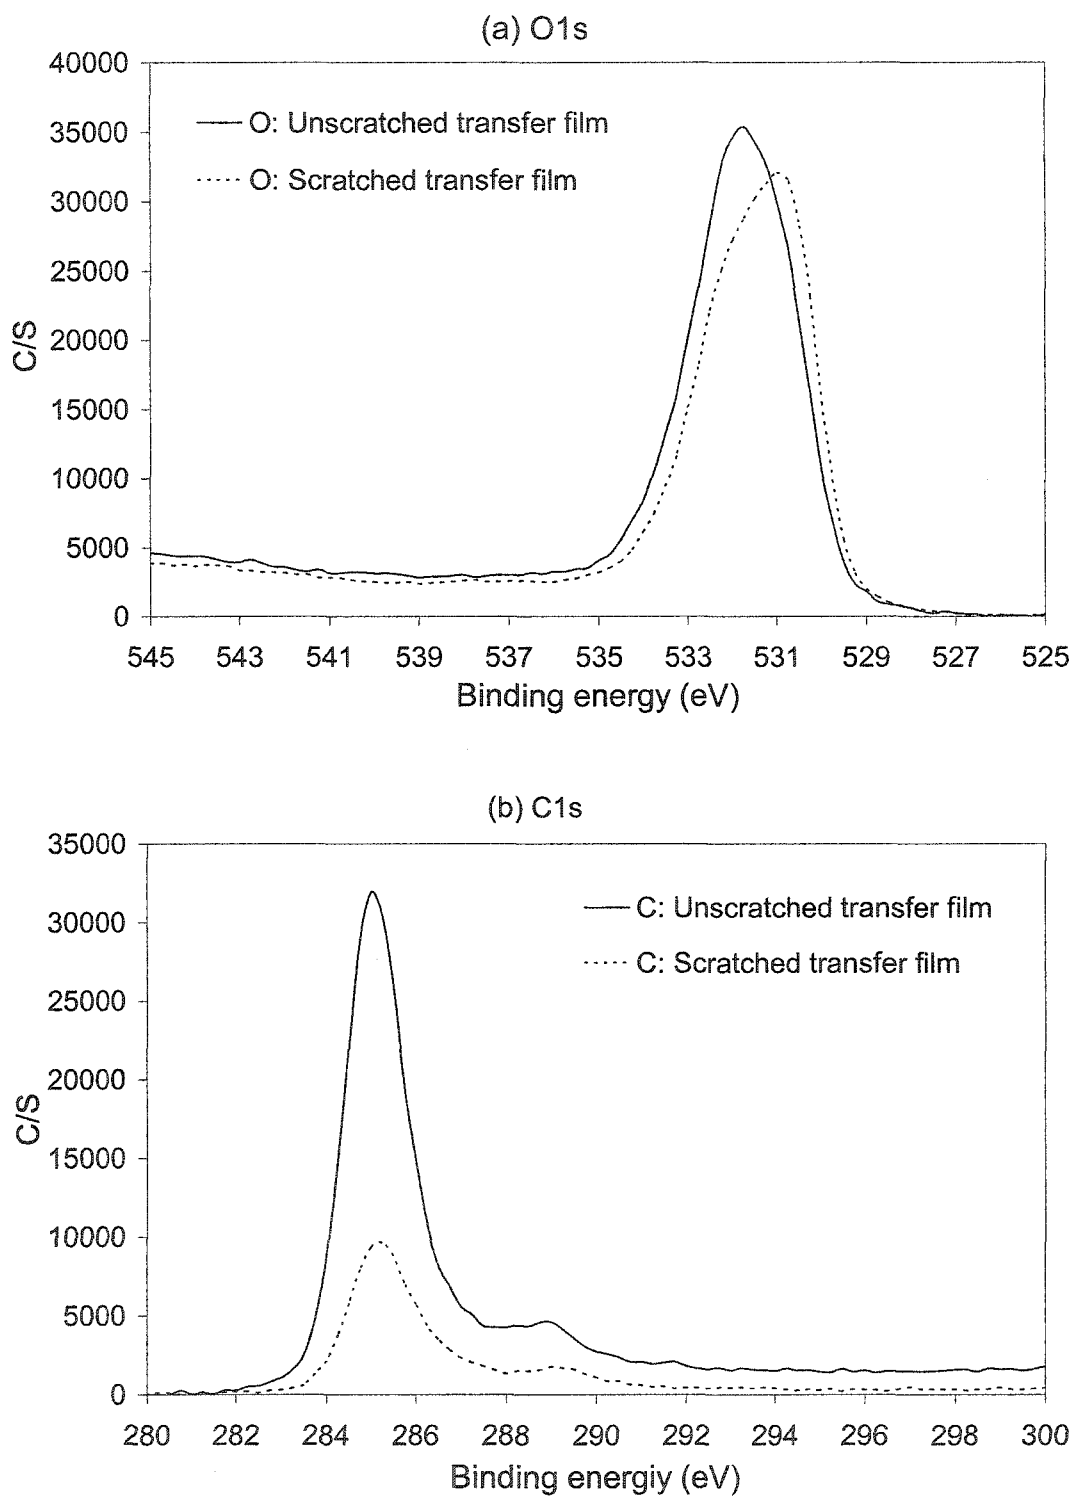 (a) O1s
40000
35000
30000
25000
20000
15000
10000
5000
0
C/S
O: Unscratched transfer film
O: Scratched transfer film
545 543 541 539 537 535 533 531 529 527 525
Binding energy (eV)
(b) C1s
35000
30000
25000
20000
15000
10000
5000
0
C/S
C: Unscratched transfer film
C: Scratched transfer film
280 282 284 286 288 290 292 294 296 298 300
Binding energiy (eV)